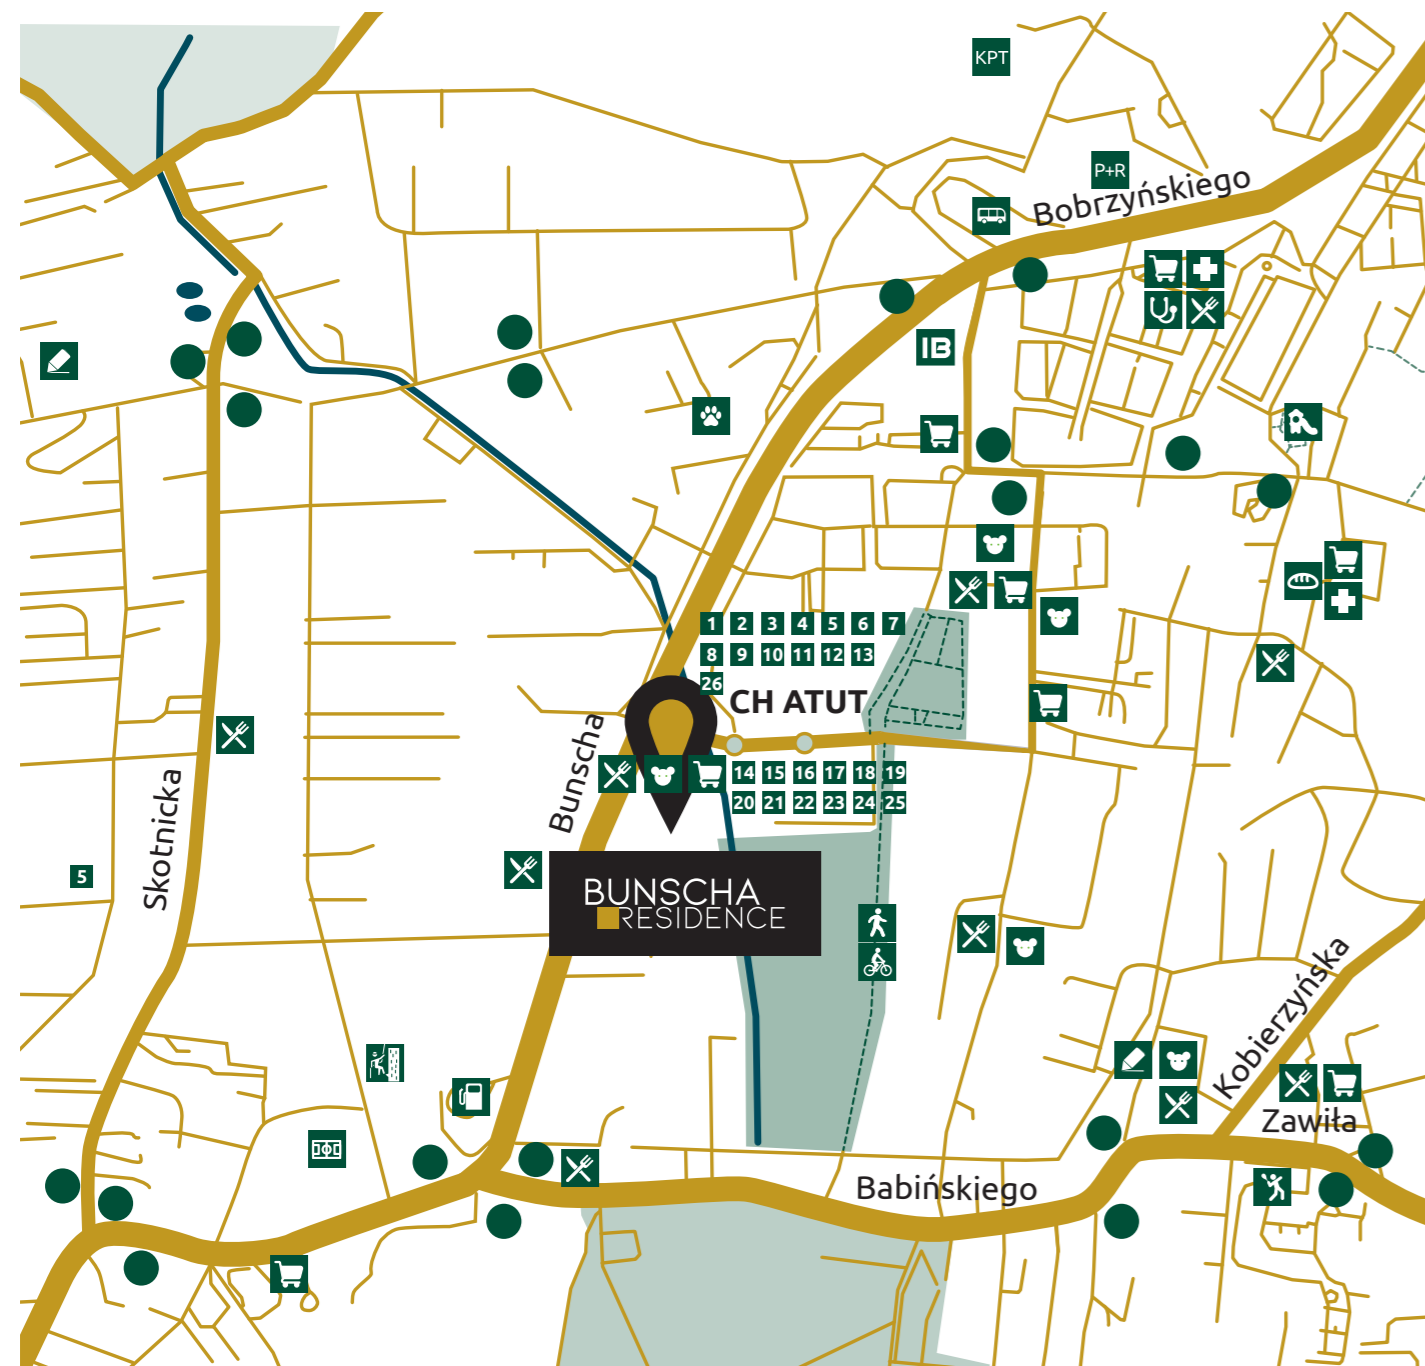 KPT
P+R
Bobrzyńskiego
IB
1 2 3 4 5 6 7
8 9 10 11 12 13
26
CH ATUT
Bunscha
14 15 16 17 18 19
20 21 22 23 24 25
Skotnicka
5
BUNSCHA
RESIDENCE
Kobierzyńska
Zawiła
Babińskiego